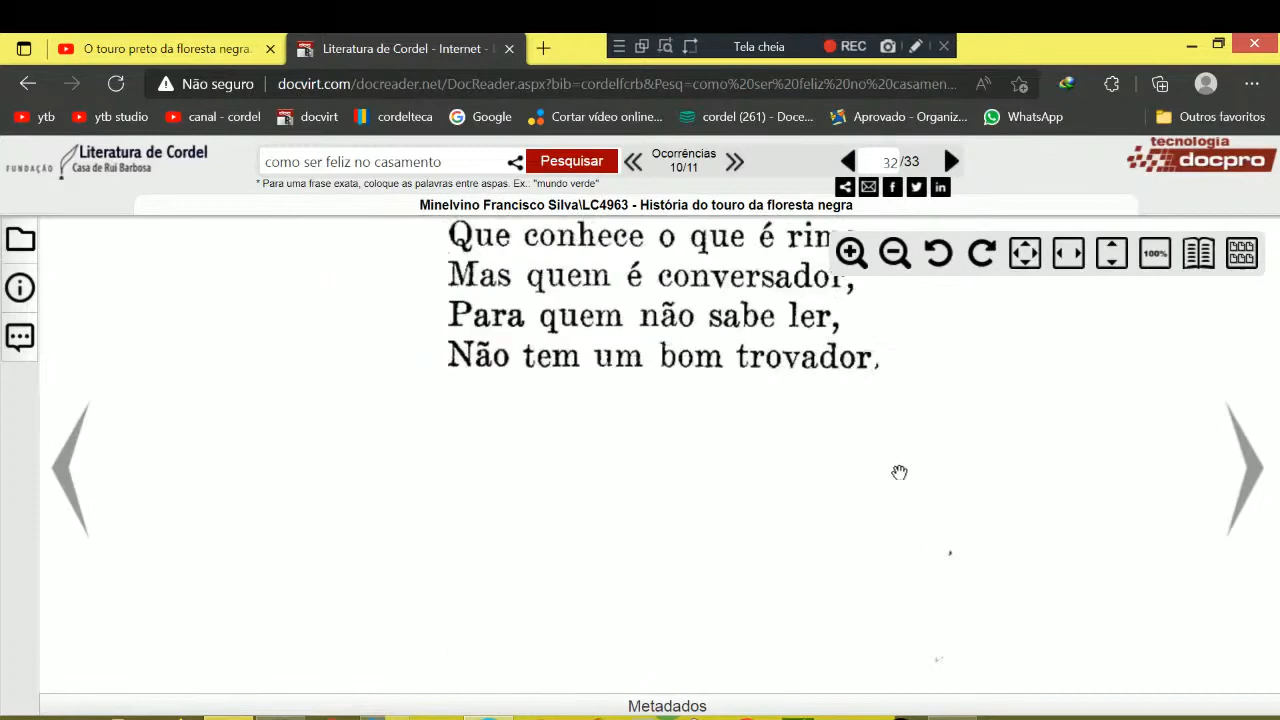 O touro preto da floresta negra.
Literatura de Cordel - Internet -
Tela cheia
REC
Não seguro
docvirt.com/docreader.net/DocReader.aspx?bib=cordelfcrb&Pesq=como%20ser%20feliz%20no%20casamen...
ytb
ytb studio
canal - cordel
docvirt
cordelteca
Google
Cortar vídeo online...
cordel (261) - Doce...
Aprovado - Organiz...
WhatsApp
Outros favoritos
FUNDAÇÃO
Literatura de Cordel
Casa de Rui Barbosa
como ser feliz no casamento
Pesquisar
Ocorrências
10/11
32 /33
tecnologia
docpro
* Para uma frase exata, coloque as palavras entre aspas. Ex.: "mundo verde"
Minelvino Francisco Silva\LC4963 - História do touro da floresta negra
Que conhece o que é
Mas quem é conversador,
Para quem não sabe ler,
Não tem um bom trovador.
100%
Metadados